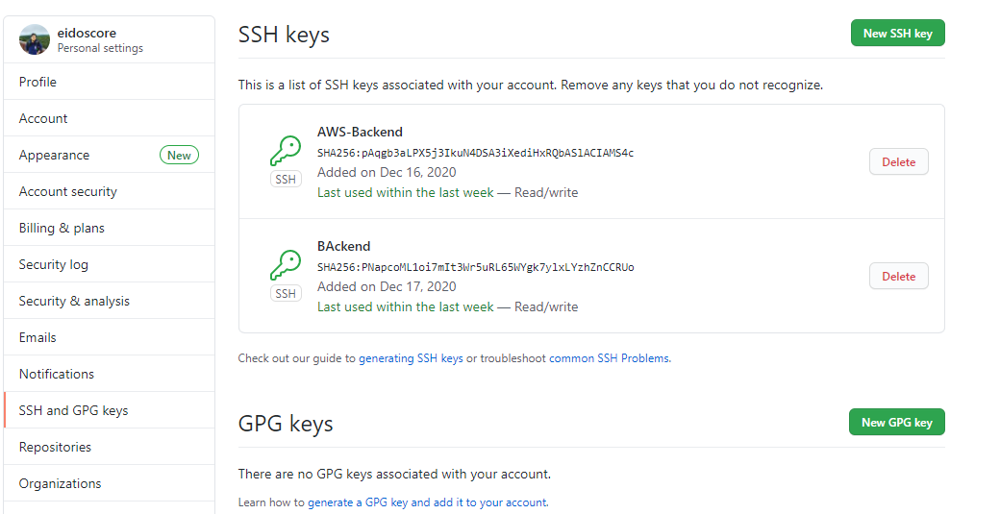 eidoscore
Personal settings
Profile
Account
Appearance New
Account security
Billing & plans
Security log
Security & analysis
Emails
Notifications
SSH and GPG keys
Repositories
Organizations
SSH keys
New SSH key
This is a list of SSH keys associated with your account. Remove any keys that you do not recognize.
AWS-Backend
SHA256:pAqgb3aLPX5j3IkuN4DSA3iXediHxRQbASlACIAMS4c
Added on Dec 16, 2020
Last used within the last week — Read/write
SSH
Delete
BAckend
SHA256:PNapcoML1oi7mIt3Wr5uRL65WYgk7y1xLYzhZnCCRUo
Added on Dec 17, 2020
Last used within the last week — Read/write
SSH
Delete
Check out our guide to generating SSH keys or troubleshoot common SSH Problems.
GPG keys
New GPG key
There are no GPG keys associated with your account.
Learn how to generate a GPG key and add it to your account.